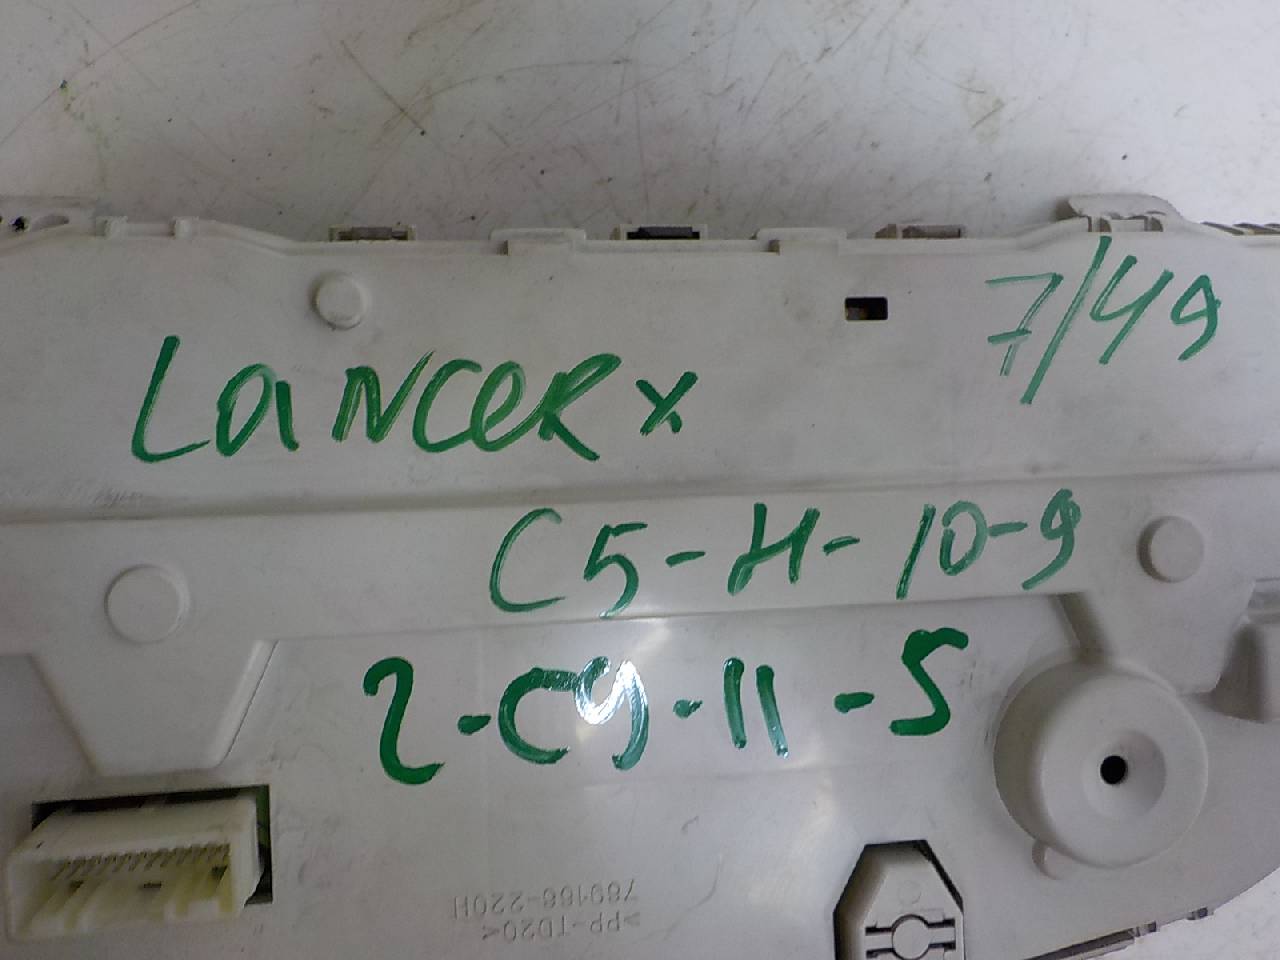 7/49
LANCER X
C5-H-10-9
2-C9-11-5
>PP-TD20<
769166-220H